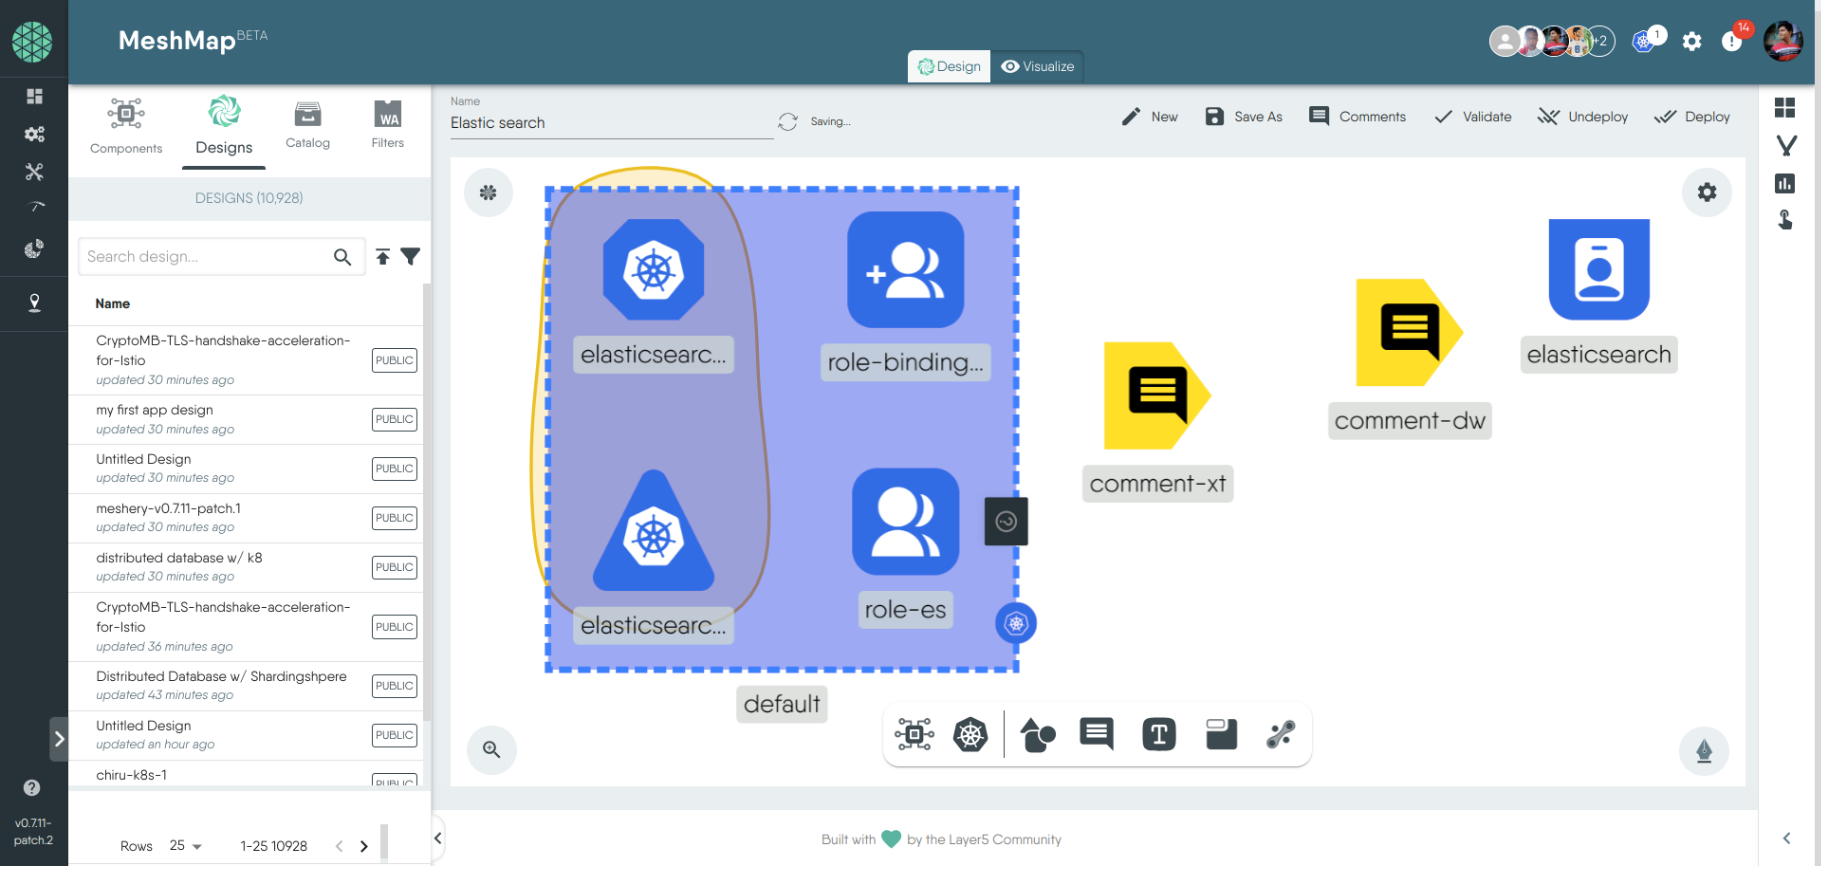 MeshMap BETA
Design
Visualize
+2
1
14
Components
Designs
Catalog
WA
Filters
DESIGNS (10,928)
Search design...
Name
CryptoMB-TLS-handshake-acceleration-
for-Istio
updated 30 minutes ago
PUBLIC
my first app design
updated 30 minutes ago
PUBLIC
Untitled Design
updated 30 minutes ago
PUBLIC
meshery-v0.7.11-patch.1
updated 30 minutes ago
PUBLIC
distributed database w/ k8
updated 30 minutes ago
PUBLIC
CryptoMB-TLS-handshake-acceleration-
for-Istio
updated 36 minutes ago
PUBLIC
Distributed Database w/ Shardingshpere
updated 43 minutes ago
PUBLIC
Untitled Design
updated an hour ago
PUBLIC
chiru-k8s-1
PUBLIC
Rows 25 1-25 10928
v0.7.11-
patch.2
Name
Elastic search
Saving...
New
Save As
Comments
Validate
Undeploy
Deploy
elasticsearc...
role-binding...
elasticsearc...
role-es
default
comment-xt
comment-dw
elasticsearch
T
Built with by the Layer5 Community